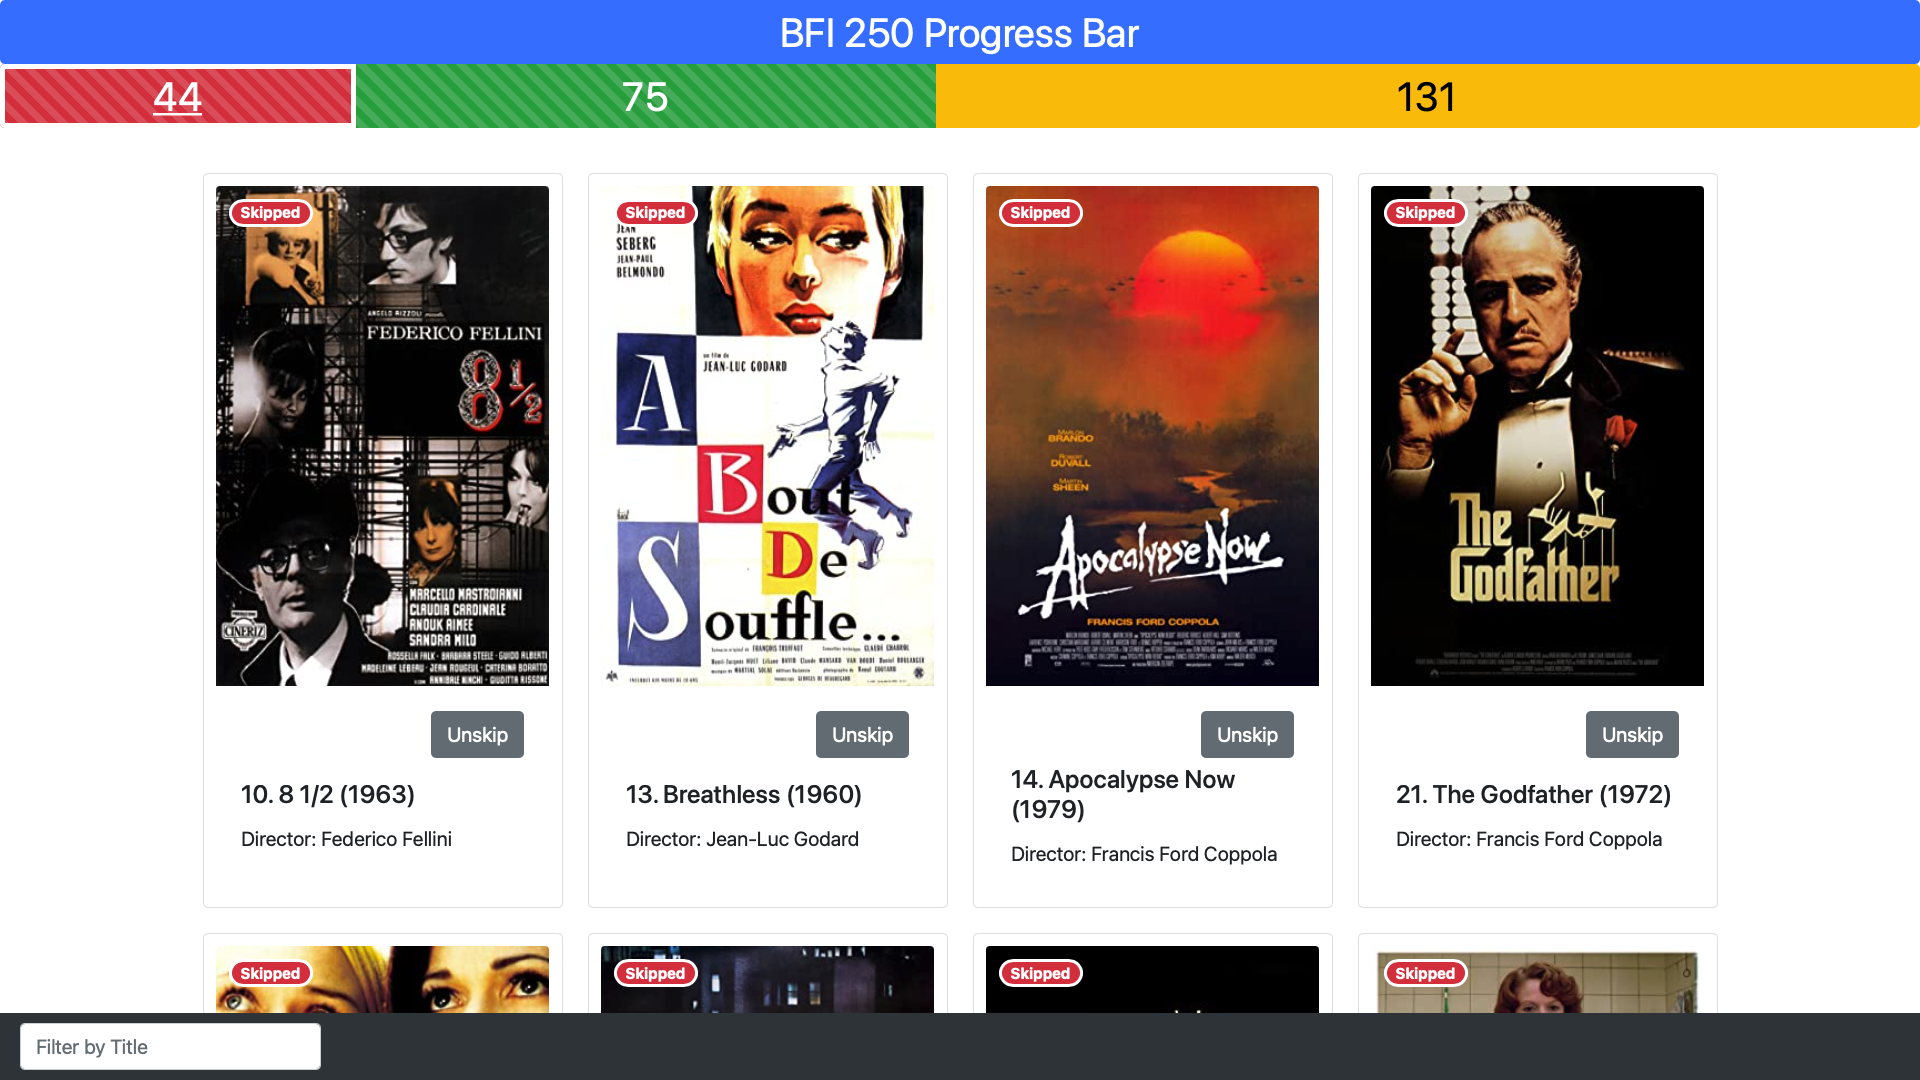 BFI 250 Progress Bar
44
75
131
Skipped
ANGELO RIZZOLI
FEDERICO FELLINI
8 1/2
MARCELLO MASTROIANNI
CLAUDIA CARDINALE
ANOUK AIMEE
SANDRA MILO
CINERIZ
ROSSELLA FALK - BARBARA STEELE - GUIDO ALBERTI
MADELEINE LEBEAU - JEAN ROUGEUL - CATERINA BORATTO
ANNIBALE NINCHI - GIUDITTA RISSONE
Unskip
10. 8 1/2 (1963)
Director: Federico Fellini
Skipped
JEAN
SEBERG
JEAN-PAUL
BELMONDO
un film de
JEAN-LUC GODARD
A
Bout
De
Souffle...
FRANÇOIS TRUFFAUT
CLAUDE CHABROL
Unskip
13. Breathless (1960)
Director: Jean-Luc Godard
Skipped
MARLON
BRANDO
ROBERT
DUVALL
MARTIN
SHEEN
Apocalypse Now
FRANCIS FORD COPPOLA
Unskip
14. Apocalypse Now
(1979)
Director: Francis Ford Coppola
Skipped
The
Godfather
Unskip
21. The Godfather (1972)
Director: Francis Ford Coppola
Skipped
Skipped
Skipped
Skipped
Filter by Title